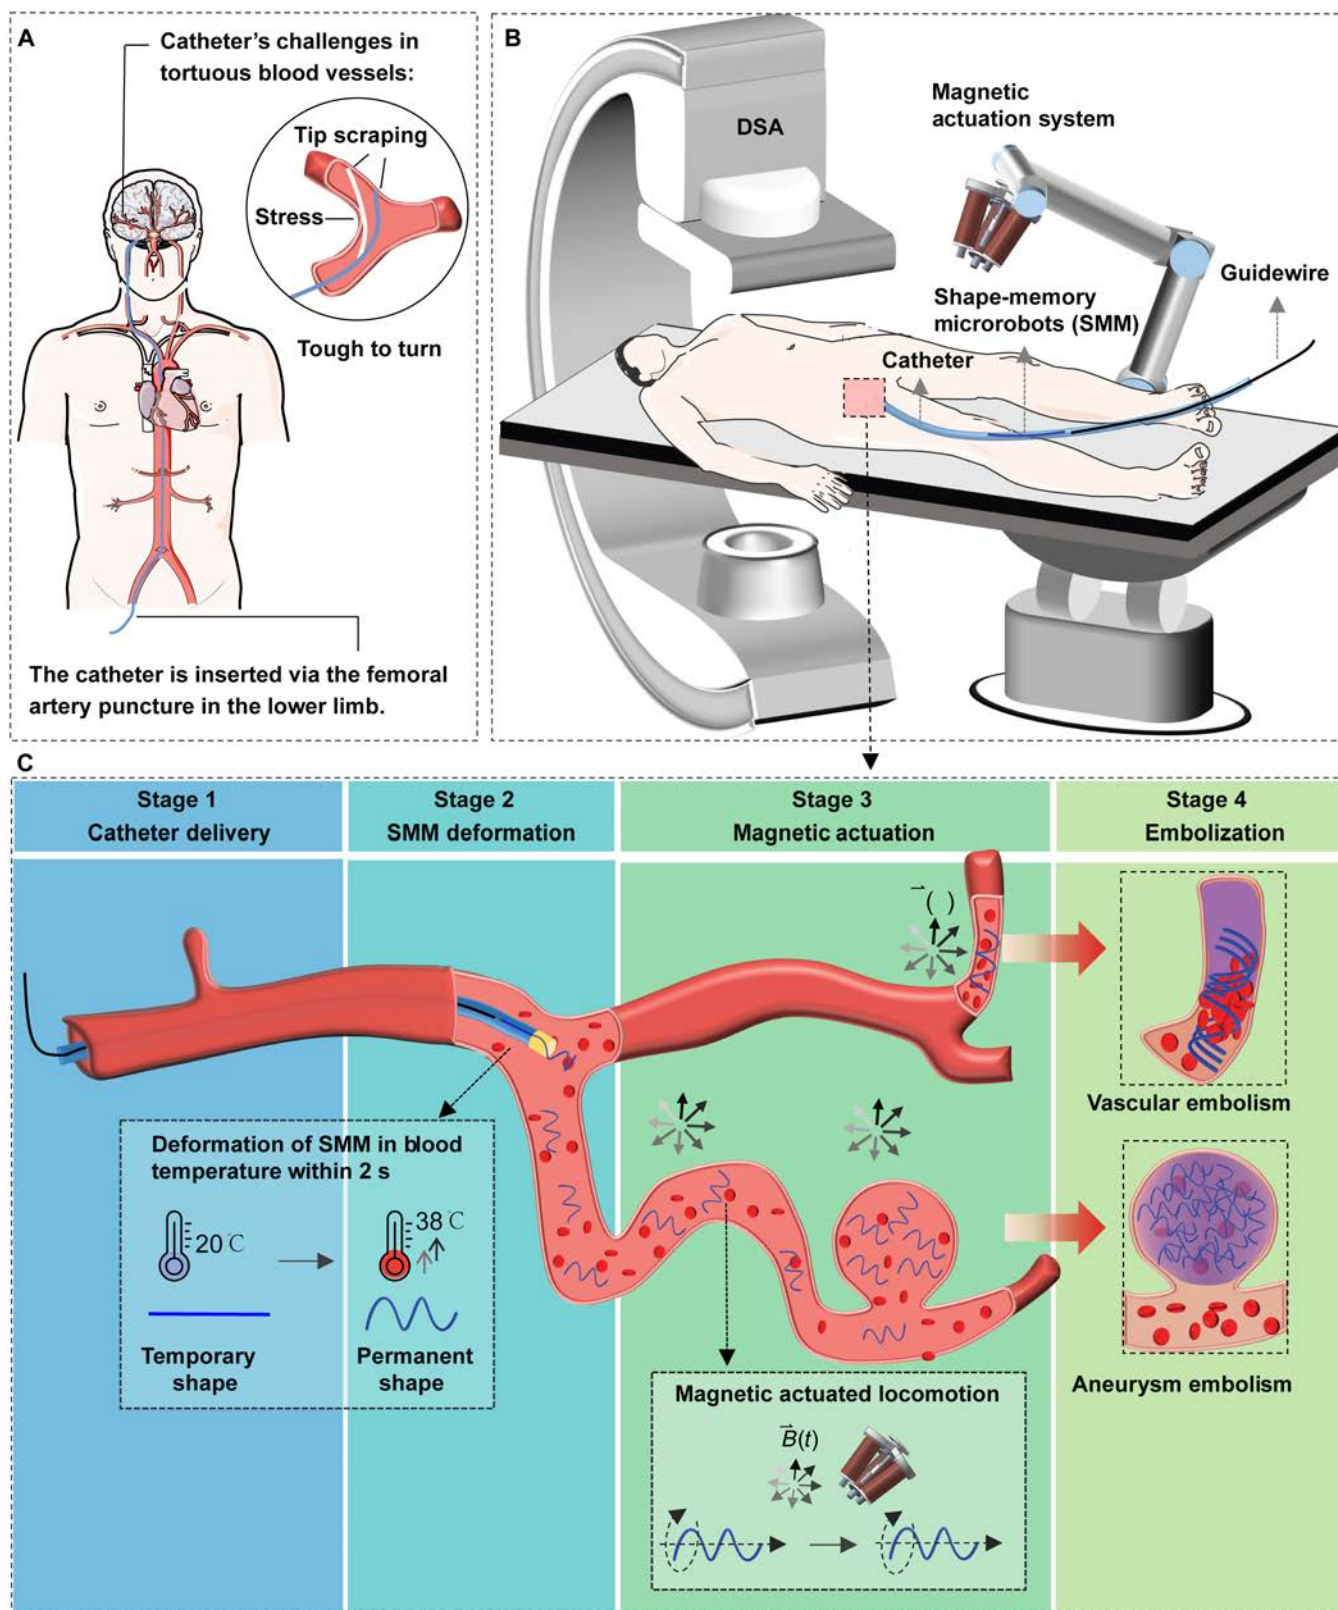 A
Catheter's challenges in
tortuous blood vessels:
Tip scraping
Stress
Tough to turn
The catheter is inserted via the femoral
artery puncture in the lower limb.
B
DSA
Magnetic
actuation system
Guidewire
Shape-memory
microrobots (SMM)
Catheter
C
Stage 1
Catheter delivery
Stage 2
SMM deformation
Stage 3
Magnetic actuation
Stage 4
Embolization
( )
Vascular embolism
Deformation of SMM in blood
temperature within 2 s
20℃
38℃
Temporary
shape
Permanent
shape
Aneurysm embolism
Magnetic actuated locomotion
B⃗(t)